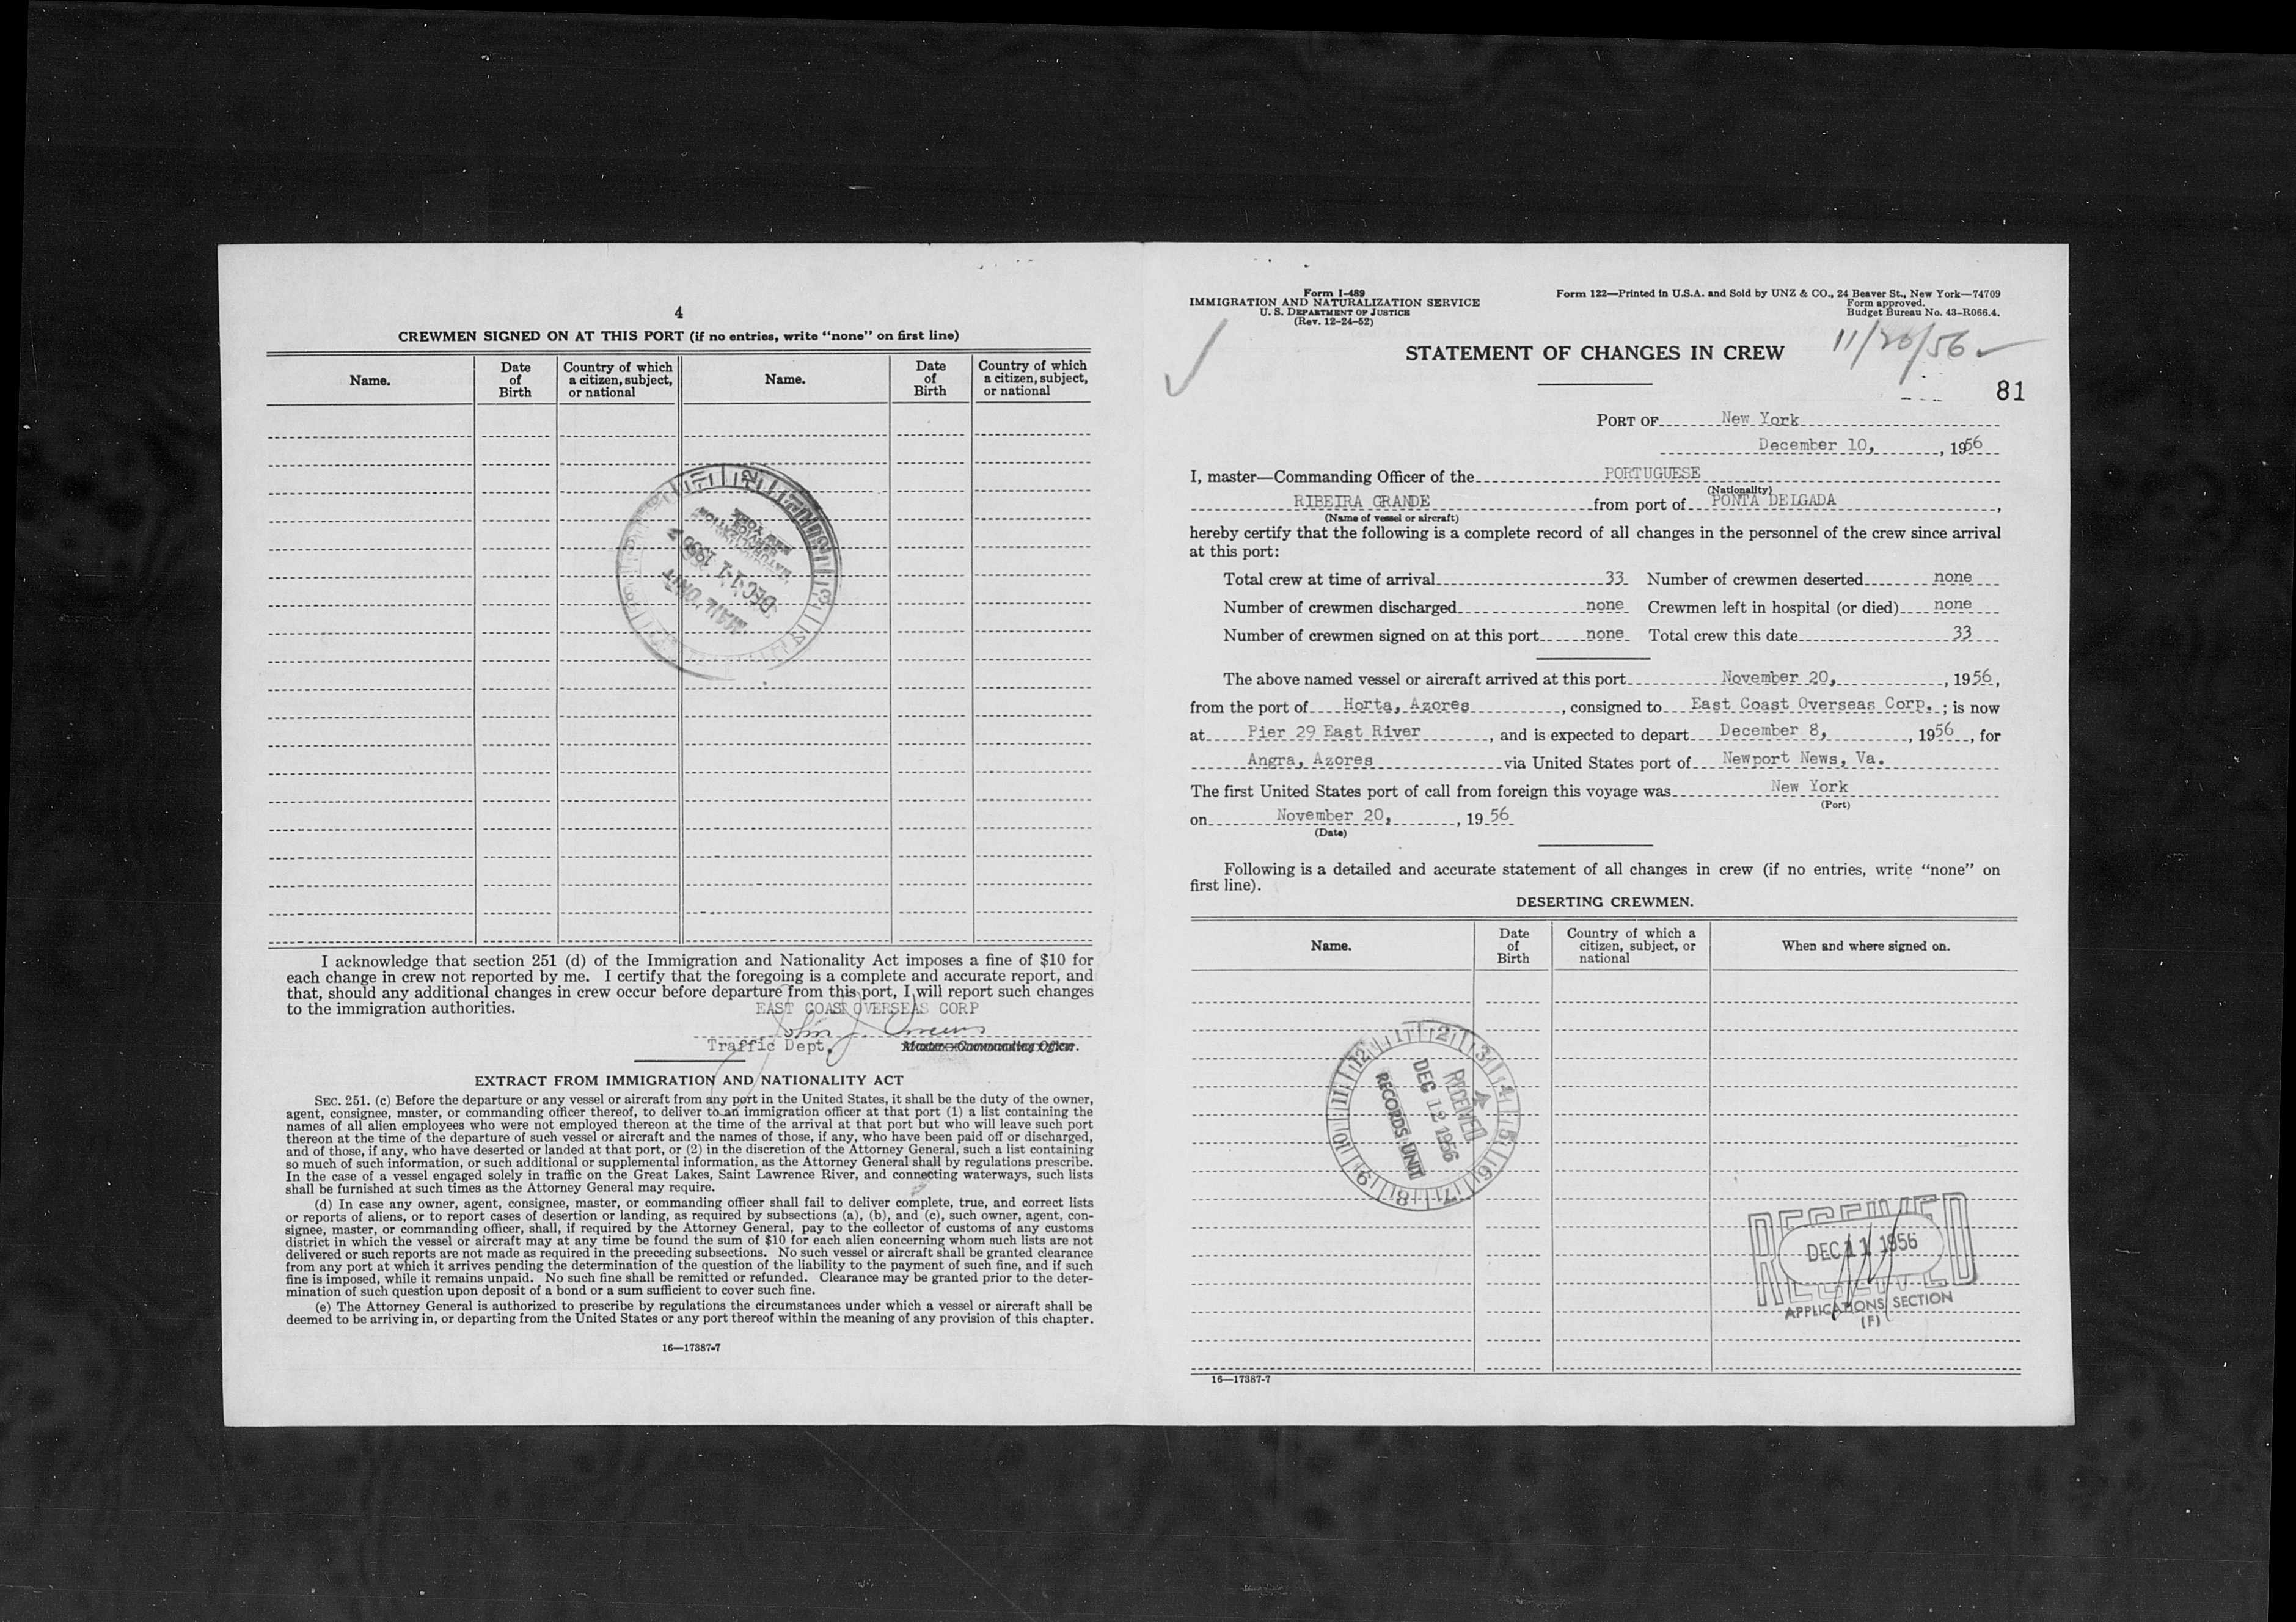 4
CREWMEN SIGNED ON AT THIS PORT (if no entries, write "none" on first line)
Name. Date of Birth Country of which a citizen, subject, or national Name. Date of Birth Country of which a citizen, subject, or national
NEW YORK
DEC 11
MAIL UNIT
I acknowledge that section 251 (d) of the Immigration and Nationality Act imposes a fine of $10 for
each change in crew not reported by me. I certify that the foregoing is a complete and accurate report, and
that, should any additional changes in crew occur before departure from this port, I will report such changes
to the immigration authorities.
EAST COAST OVERSEAS CORP
John J.
Traffic Dept. Master-Commanding Officer.
EXTRACT FROM IMMIGRATION AND NATIONALITY ACT
SEC. 251. (c) Before the departure or any vessel or aircraft from any port in the United States, it shall be the duty of the owner,
agent, consignee, master, or commanding officer thereof, to deliver to an immigration officer at that port (1) a list containing the
names of all alien employees who were not employed thereon at the time of the arrival at that port but who will leave such port
thereon at the time of the departure of such vessel or aircraft and the names of those, if any, who have been paid off or discharged,
and of those, if any, who have deserted or landed at that port, or (2) in the discretion of the Attorney General, such a list containing
so much of such information, or such additional or supplemental information, as the Attorney General shall by regulations prescribe.
In the case of a vessel engaged solely in traffic on the Great Lakes, Saint Lawrence River, and connecting waterways, such lists
shall be furnished at such times as the Attorney General may require.
(d) In case any owner, agent, consignee, master, or commanding officer shall fail to deliver complete, true, and correct lists
or reports of aliens, or to report cases of desertion or landing, as required by subsections (a), (b), and (c), such owner, agent, con-
signee, master, or commanding officer, shall, if required by the Attorney General, pay to the collector of customs of any customs
district in which the vessel or aircraft may at any time be found the sum of $10 for each alien concerning whom such lists are not
delivered or such reports are not made as required in the preceding subsections. No such vessel or aircraft shall be granted clearance
from any port at which it arrives pending the determination of the question of the liability to the payment of such fine, and if such
fine is imposed, while it remains unpaid. No such fine shall be remitted or refunded. Clearance may be granted prior to the deter-
mination of such question upon deposit of a bond or a sum sufficient to cover such fine.
(e) The Attorney General is authorized to prescribe by regulations the circumstances under which a vessel or aircraft shall be
deemed to be arriving in, or departing from the United States or any port thereof within the meaning of any provision of this chapter.
16—17387-7
Form I-489
IMMIGRATION AND NATURALIZATION SERVICE
U. S. DEPARTMENT OF JUSTICE
(Rev. 12-24-52)
Form 122—Printed in U.S.A. and Sold by UNZ & CO., 24 Beaver St., New York—74709
Form approved.
Budget Bureau No. 43-R066.4.
11/20/56
STATEMENT OF CHANGES IN CREW
81
PORT OF New York
December 10, , 1956
I, master—Commanding Officer of the PORTUGUESE
(Nationality)
RIBEIRA GRANDE from port of PONTA DELGADA ,
(Name of vessel or aircraft)
hereby certify that the following is a complete record of all changes in the personnel of the crew since arrival
at this port:
Total crew at time of arrival 33 Number of crewmen deserted none
Number of crewmen discharged none Crewmen left in hospital (or died) none
Number of crewmen signed on at this port none Total crew this date 33
The above named vessel or aircraft arrived at this port November 20, , 1956,
from the port of Horta, Azores , consigned to East Coast Overseas Corp. ; is now
at Pier 29 East River , and is expected to depart December 8, , 1956 , for
Angra, Azores via United States port of Newport News, Va.
The first United States port of call from foreign this voyage was New York
(Port)
on November 20, , 19 56
(Date)
Following is a detailed and accurate statement of all changes in crew (if no entries, write "none" on
first line).
DESERTING CREWMEN.
Name. Date of Birth Country of which a citizen, subject, or national When and where signed on.
RECEIVED
DEC 12 1956
RECORDS UNIT
1 2 3 4 5 6 7 8 9 10 11 12
RECEIVED
DEC 11 1956
RECEIVED
APPLICATIONS SECTION
(F)
16—17387-7